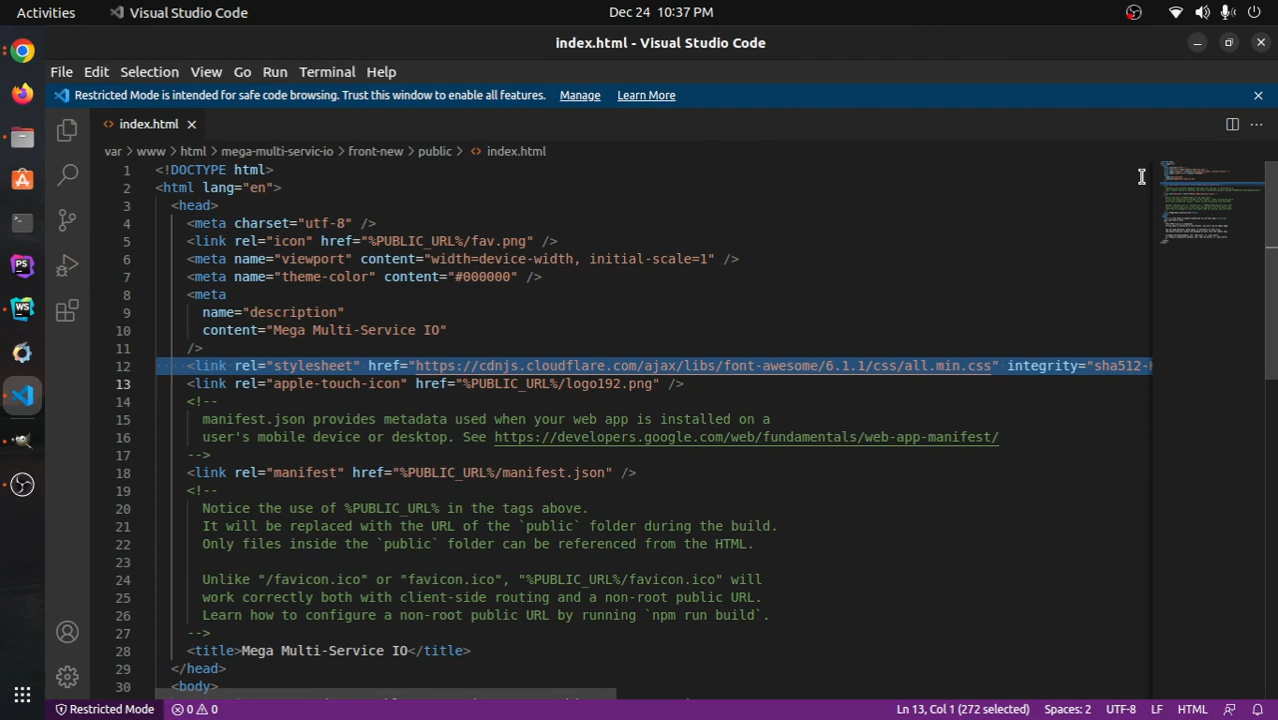 Activities
Visual Studio Code
Dec 24 10:37 PM
index.html - Visual Studio Code
File Edit Selection View Go Run Terminal Help
Restricted Mode is intended for safe code browsing. Trust this window to enable all features. Manage Learn More
index.html
var > www > html > mega-multi-servic-io > front-new > public > index.html
1 <!DOCTYPE html>
2 <html lang="en">
3 <head>
4 <meta charset="utf-8" />
5 <link rel="icon" href="%PUBLIC_URL%/fav.png" />
6 <meta name="viewport" content="width=device-width, initial-scale=1" />
7 <meta name="theme-color" content="#000000" />
8 <meta
9 name="description"
10 content="Mega Multi-Service IO"
11 />
12 <link rel="stylesheet" href="https://cdnjs.cloudflare.com/ajax/libs/font-awesome/6.1.1/css/all.min.css" integrity="sha512-
13 <link rel="apple-touch-icon" href="%PUBLIC_URL%/logo192.png" />
14 <!--
15 manifest.json provides metadata used when your web app is installed on a
16 user's mobile device or desktop. See https://developers.google.com/web/fundamentals/web-app-manifest/
17 -->
18 <link rel="manifest" href="%PUBLIC_URL%/manifest.json" />
19 <!--
20 Notice the use of %PUBLIC_URL% in the tags above.
21 It will be replaced with the URL of the `public` folder during the build.
22 Only files inside the `public` folder can be referenced from the HTML.
23
24 Unlike "/favicon.ico" or "favicon.ico", "%PUBLIC_URL%/favicon.ico" will
25 work correctly both with client-side routing and a non-root public URL.
26 Learn how to configure a non-root public URL by running `npm run build`.
27 -->
28 <title>Mega Multi-Service IO</title>
29 </head>
30 <body>
Restricted Mode 0 0 Ln 13, Col 1 (272 selected) Spaces: 2 UTF-8 LF HTML